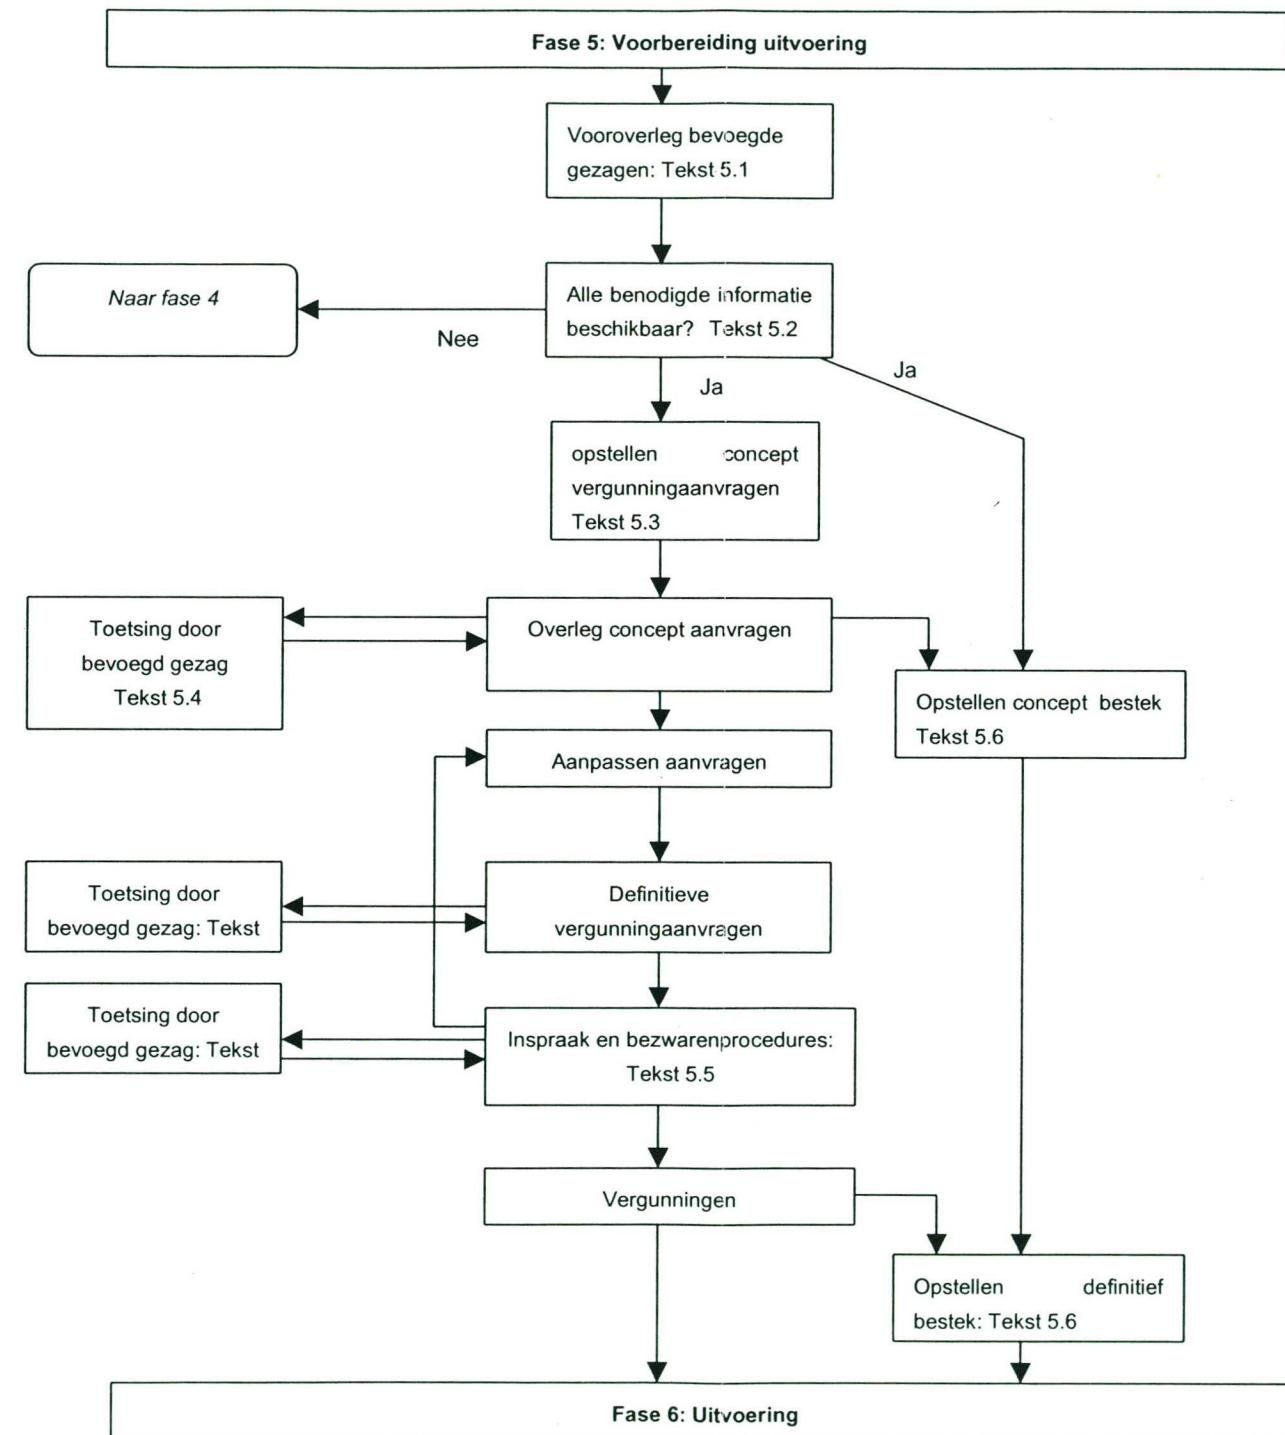 Fase 5: Voorbereiding uitvoering
Vooroverleg bevoegde
gezagen: Tekst 5.1
Naar fase 4
Alle benodigde informatie
beschikbaar? Tekst 5.2
Nee
Ja
Ja
opstellen concept
vergunningaanvragen
Tekst 5.3
Toetsing door
bevoegd gezag
Tekst 5.4
Overleg concept aanvragen
Opstellen concept bestek
Tekst 5.6
Aanpassen aanvragen
Toetsing door
bevoegd gezag: Tekst
Definitieve
vergunningaanvragen
Toetsing door
bevoegd gezag: Tekst
Inspraak en bezwarenprocedures:
Tekst 5.5
Vergunningen
Opstellen definitief
bestek: Tekst 5.6
Fase 6: Uitvoering